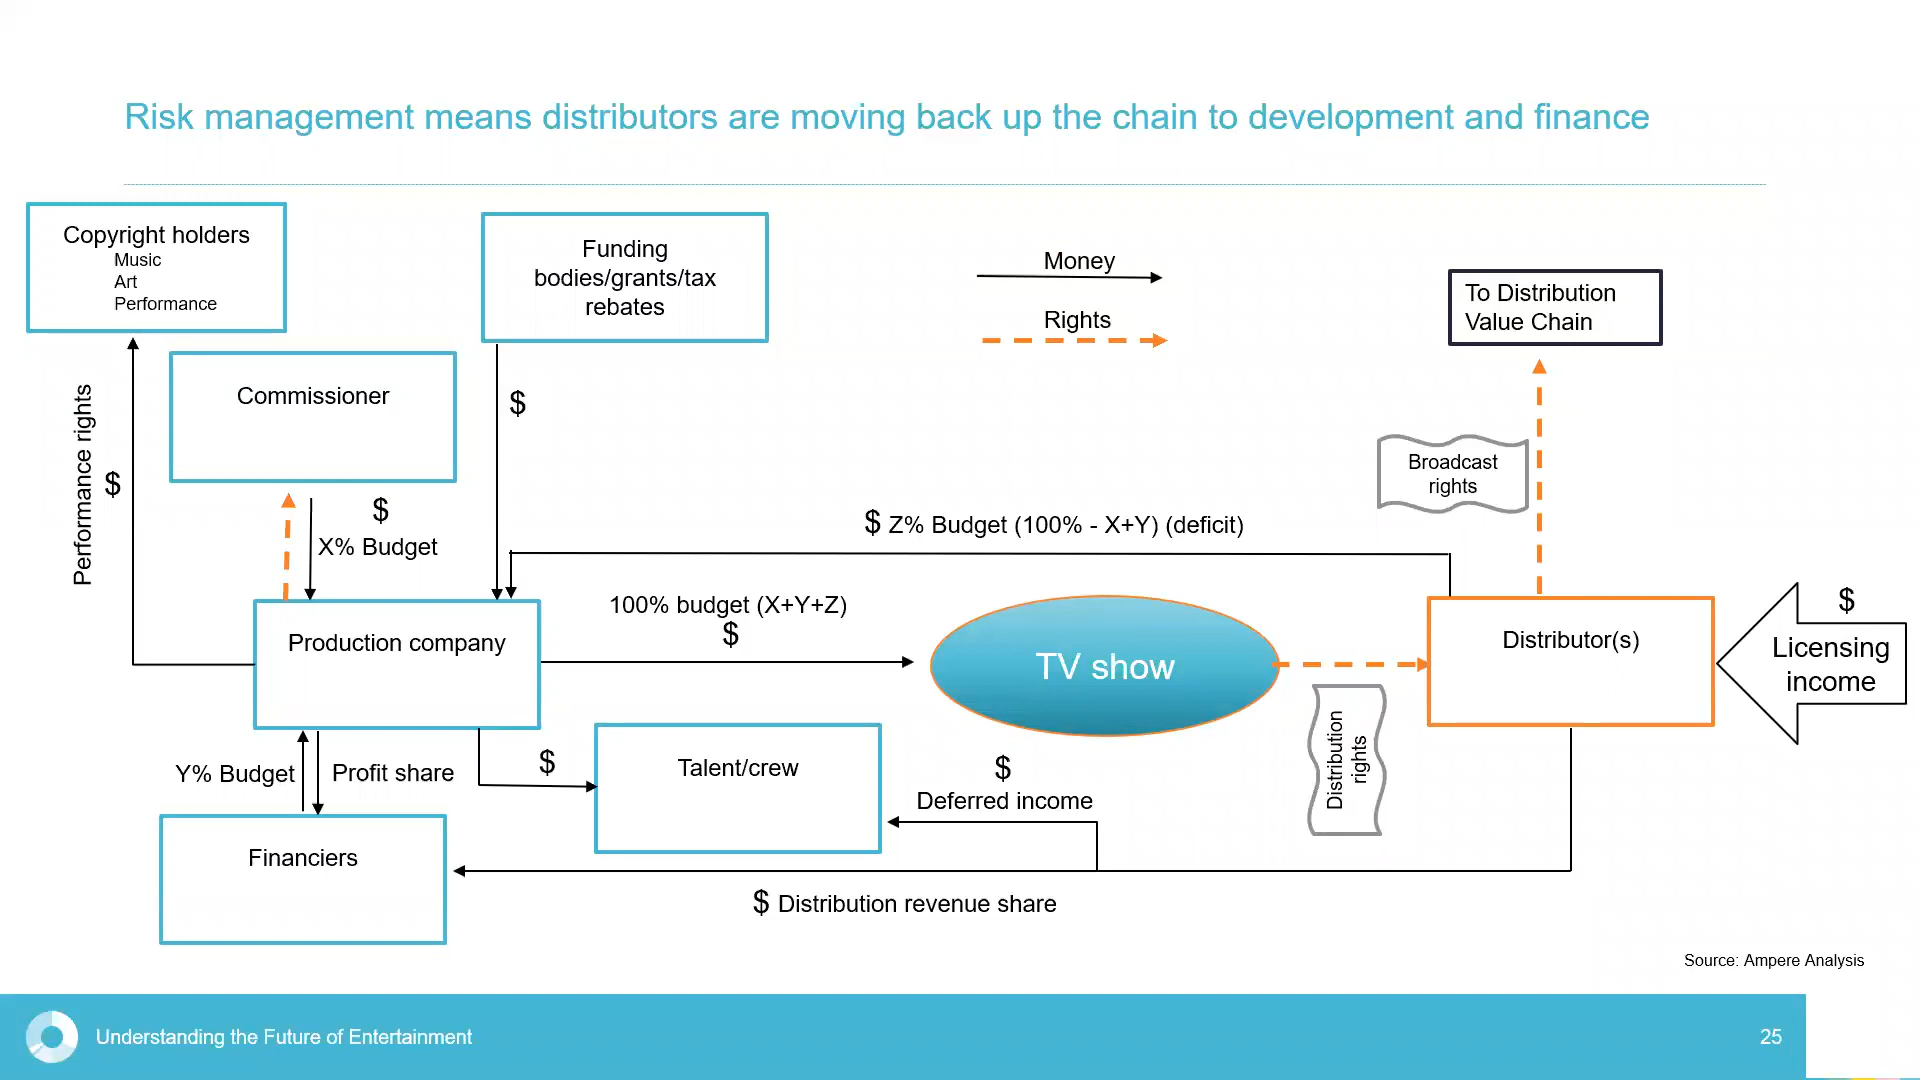 Risk management means distributors are moving back up the chain to development and finance
Copyright holders
Music
Art
Performance
Funding
bodies/grants/tax
rebates
Money
Rights
To Distribution
Value Chain
Commissioner
Performance rights
$
$
$
X% Budget
Broadcast
rights
$ Z% Budget (100% - X+Y) (deficit)
100% budget (X+Y+Z)
$
Production company
TV show
Distributor(s)
$
Licensing
income
Distribution
rights
Y% Budget
Profit share
$
Talent/crew
$
Deferred income
Financiers
$ Distribution revenue share
Source: Ampere Analysis
Understanding the Future of Entertainment
25